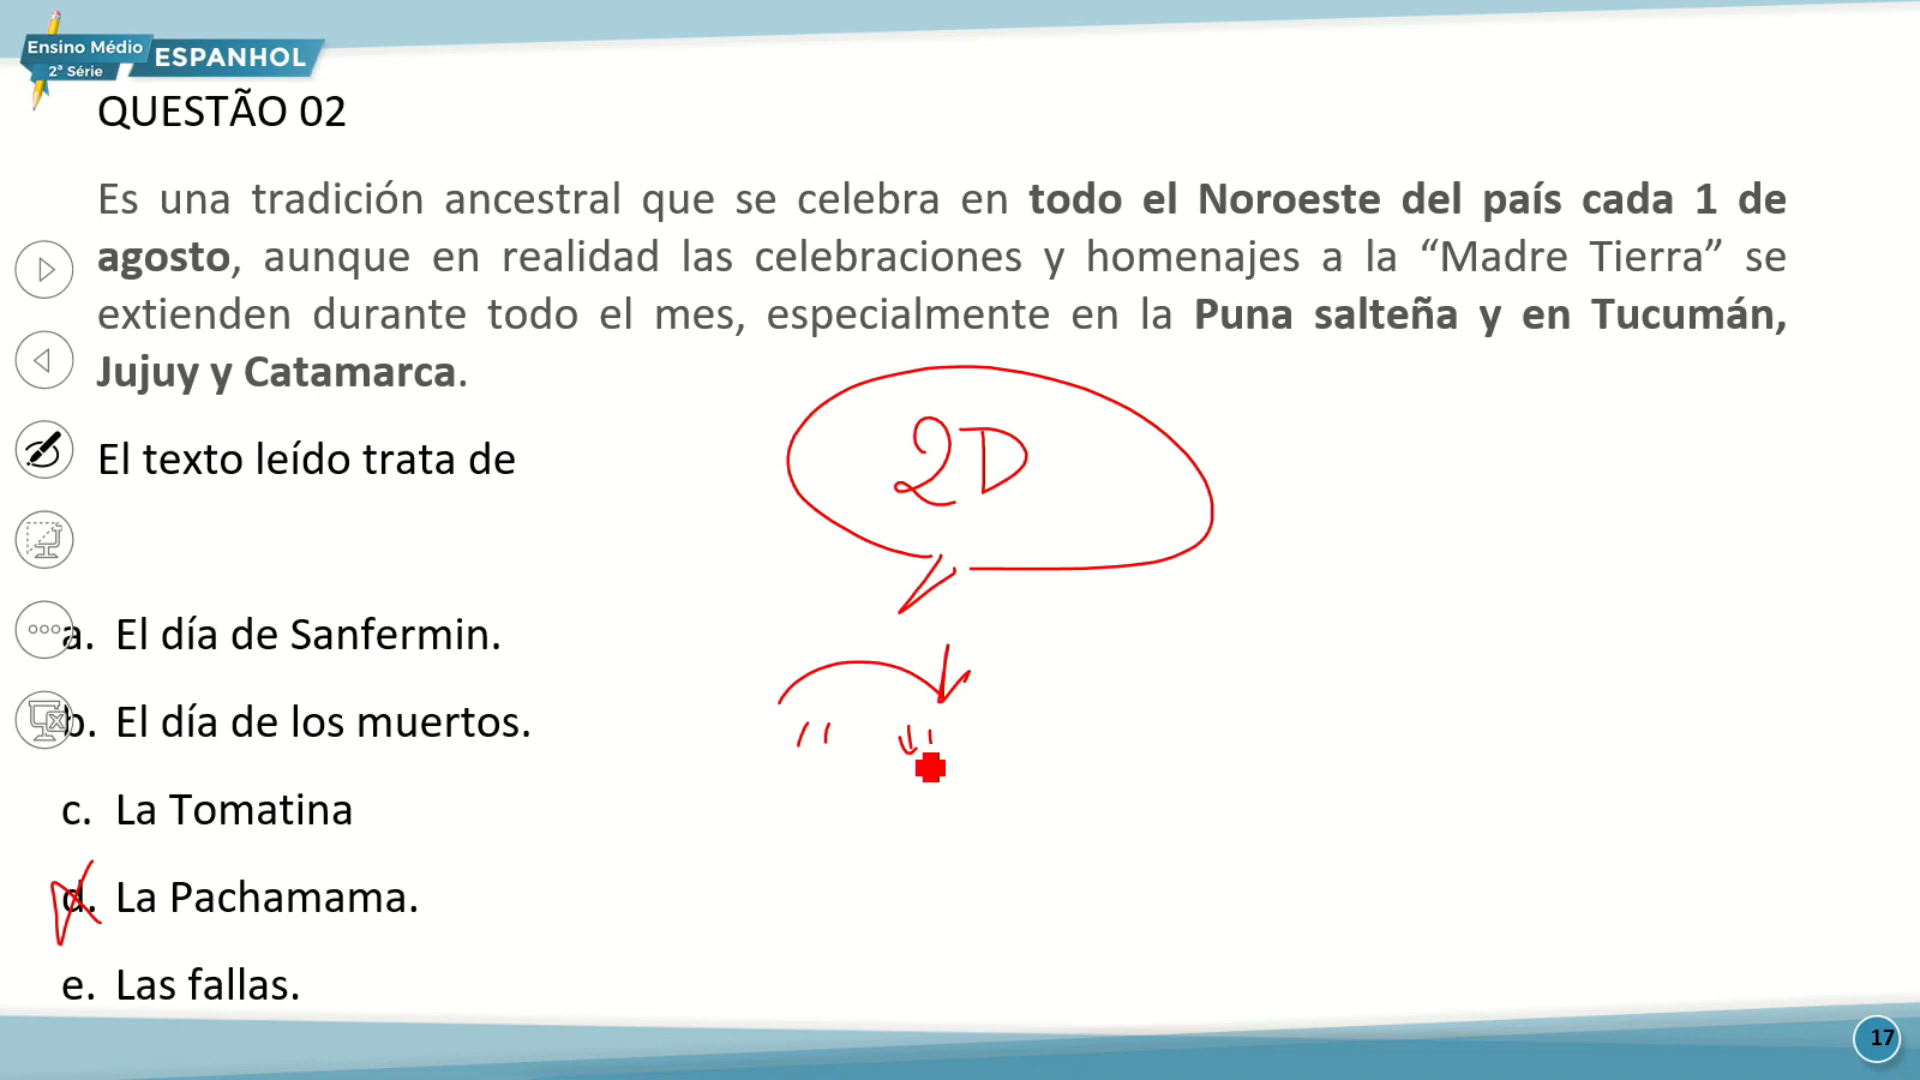 Ensino Médio
2ª Série
ESPANHOL
QUESTÃO 02
Es una tradición ancestral que se celebra en todo el Noroeste del país cada 1 de
agosto, aunque en realidad las celebraciones y homenajes a la “Madre Tierra” se
extienden durante todo el mes, especialmente en la Puna salteña y en Tucumán,
Jujuy y Catamarca.
2D
El texto leído trata de
a. El día de Sanfermin.
b. El día de los muertos.
c. La Tomatina
d. La Pachamama.
e. Las fallas.
17